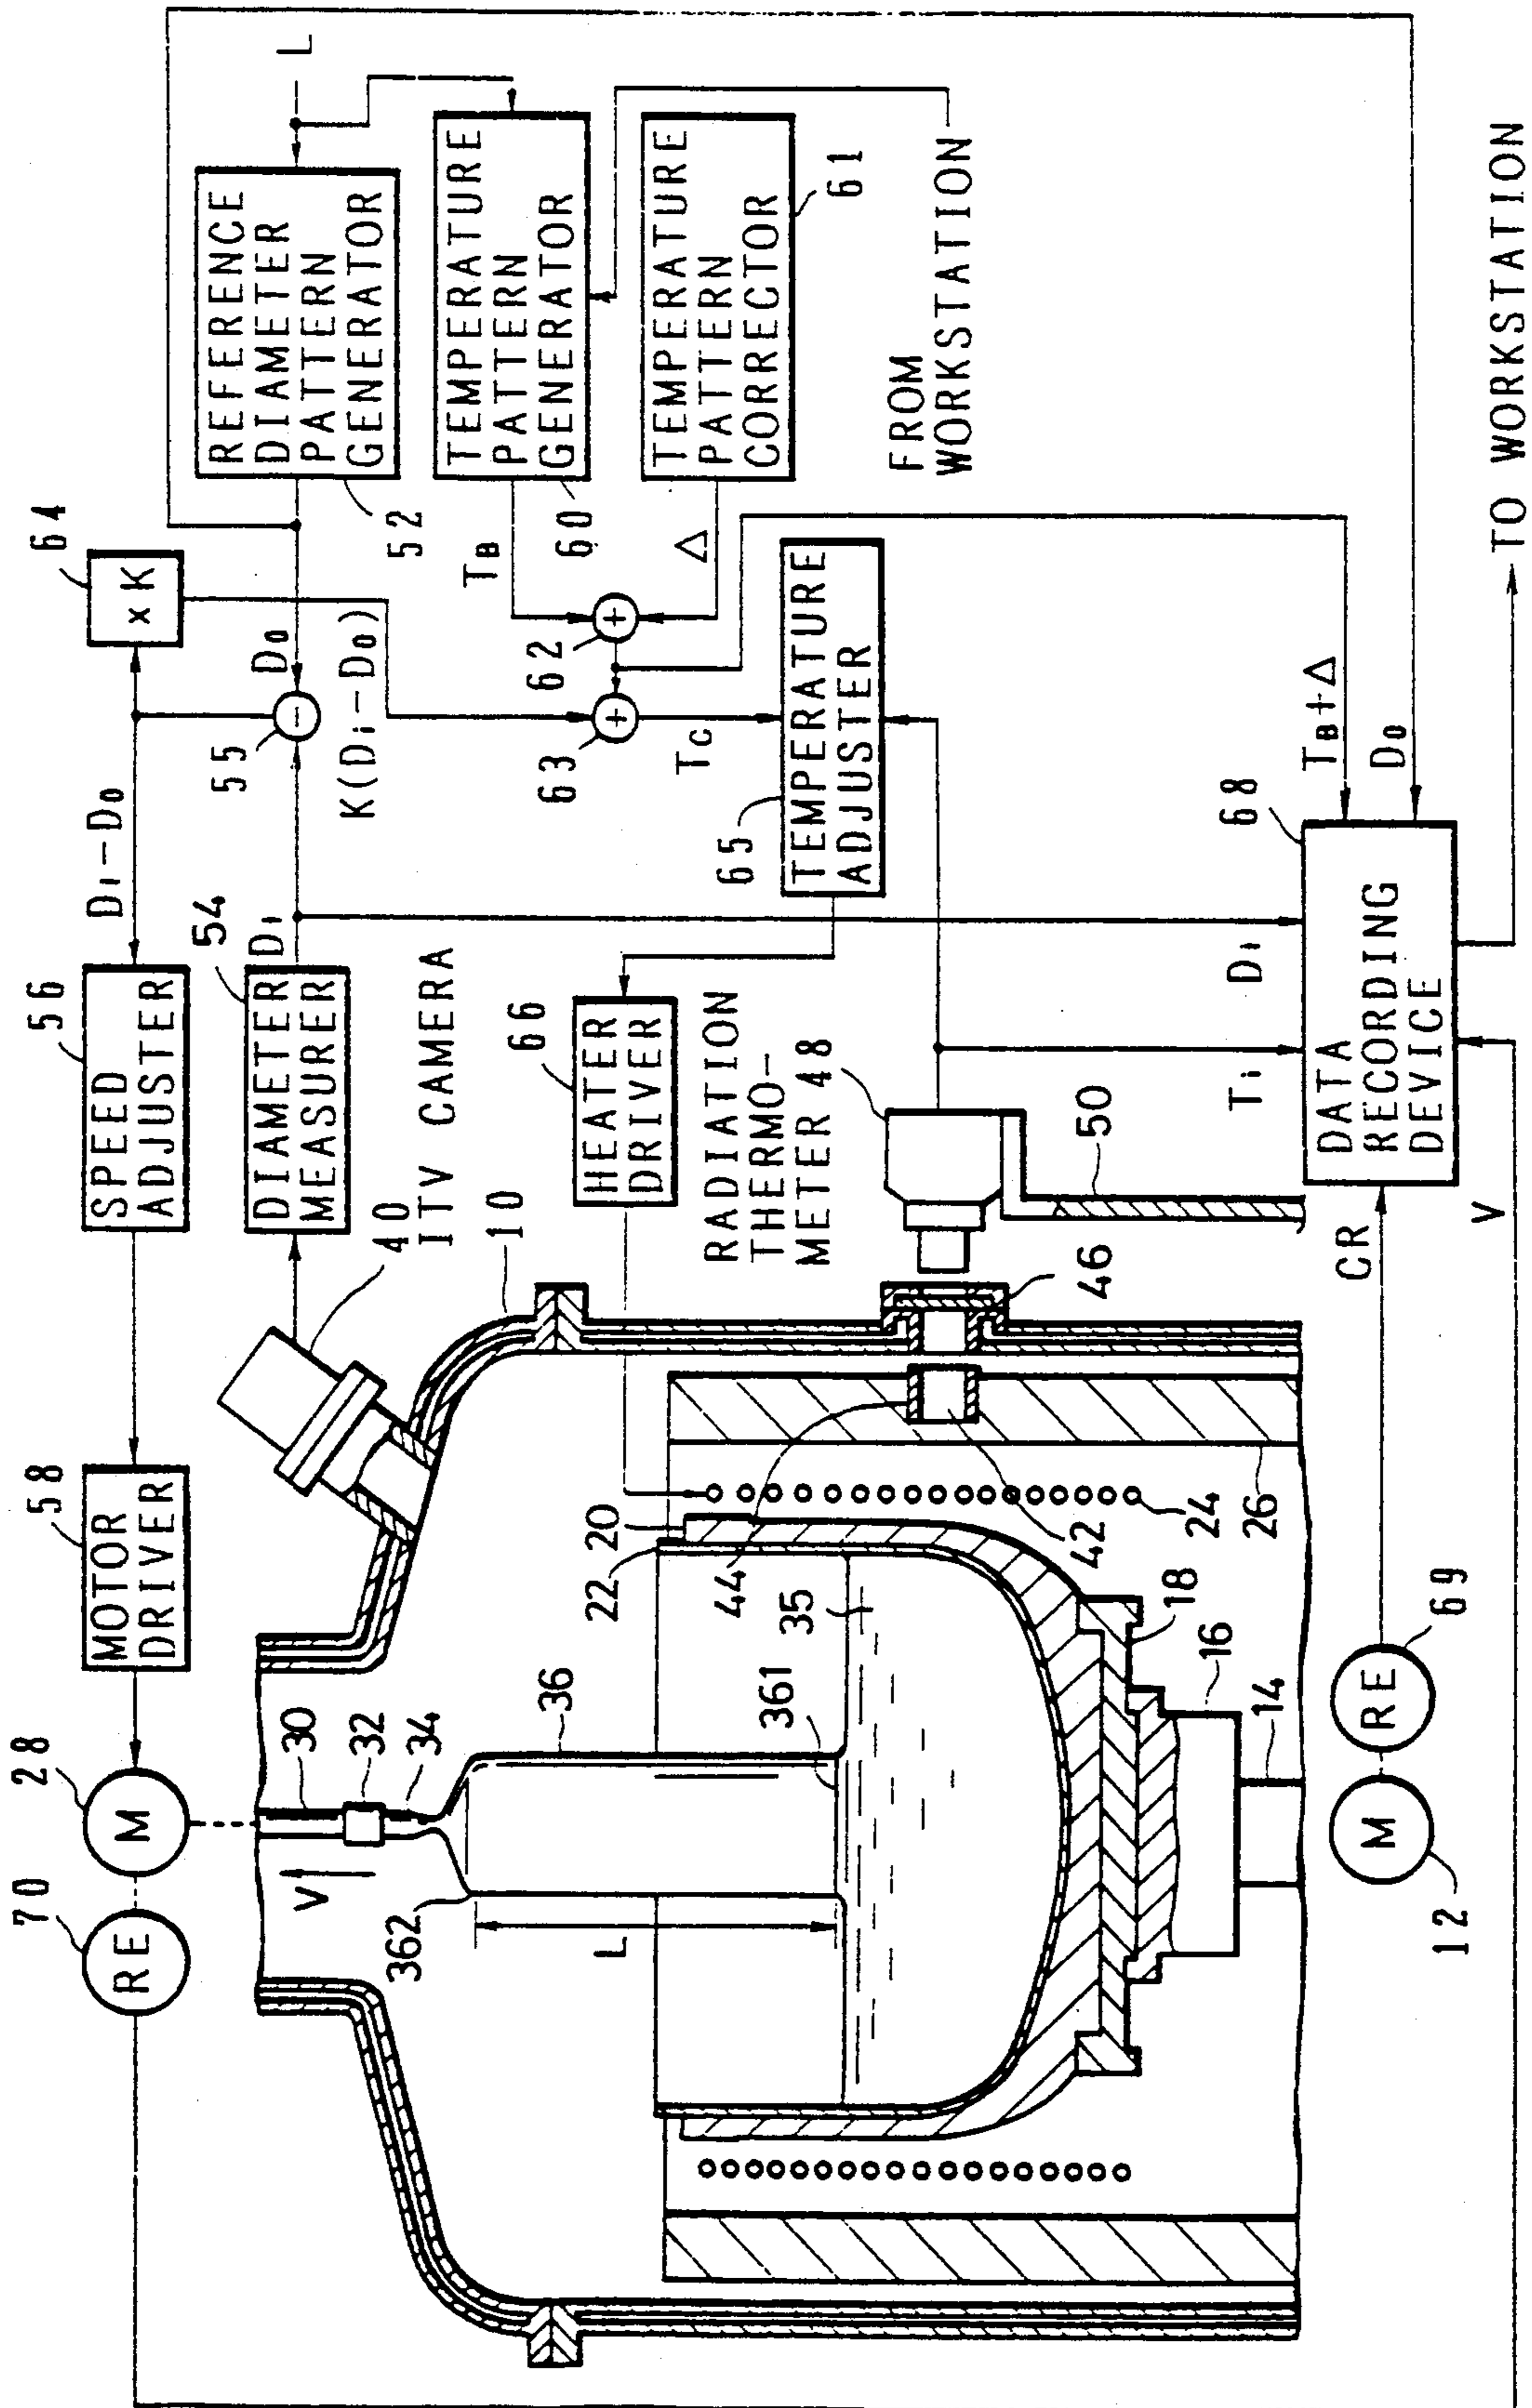 70
RE
28
M
58
MOTOR
DRIVER
56
SPEED
ADJUSTER
Di-D0
64
x K
54
DIAMETER
MEASURER
Di
55
-
D0
K(Di-D0)
REFERENCE
DIAMETER
PATTERN
GENERATOR
52
L
40
ITV CAMERA
10
TB
TEMPERATURE
PATTERN
GENERATOR
60
62
+
63
+
Δ
TEMPERATURE
PATTERN
CORRECTOR
61
TC
66
HEATER
DRIVER
65
TEMPERATURE
ADJUSTER
FROM
WORKSTATION
RADIATION
THERMO-
METER 48
V
30
32
34
362
36
L
361
22
20
44
35
42
24
26
46
50
18
16
14
Ti
Di
TB+Δ
D0
68
DATA
RECORDING
DEVICE
CR
V
M
RE
12
69
TO WORKSTATION